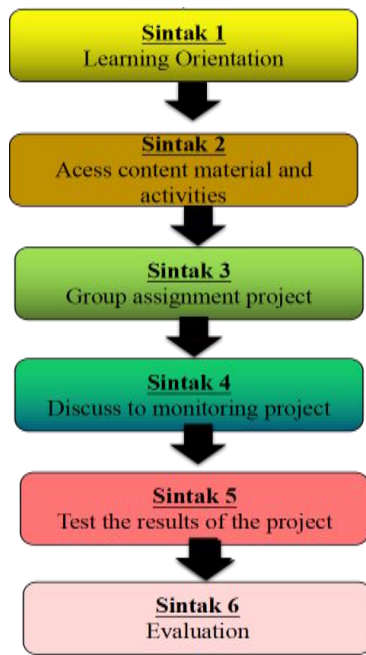 Sintak 1
Learning Orientation
Sintak 2
Acess content material and
activities
Sintak 3
Group assignment project
Sintak 4
Discuss to monitoring project
Sintak 5
Test the results of the project
Sintak 6
Evaluation